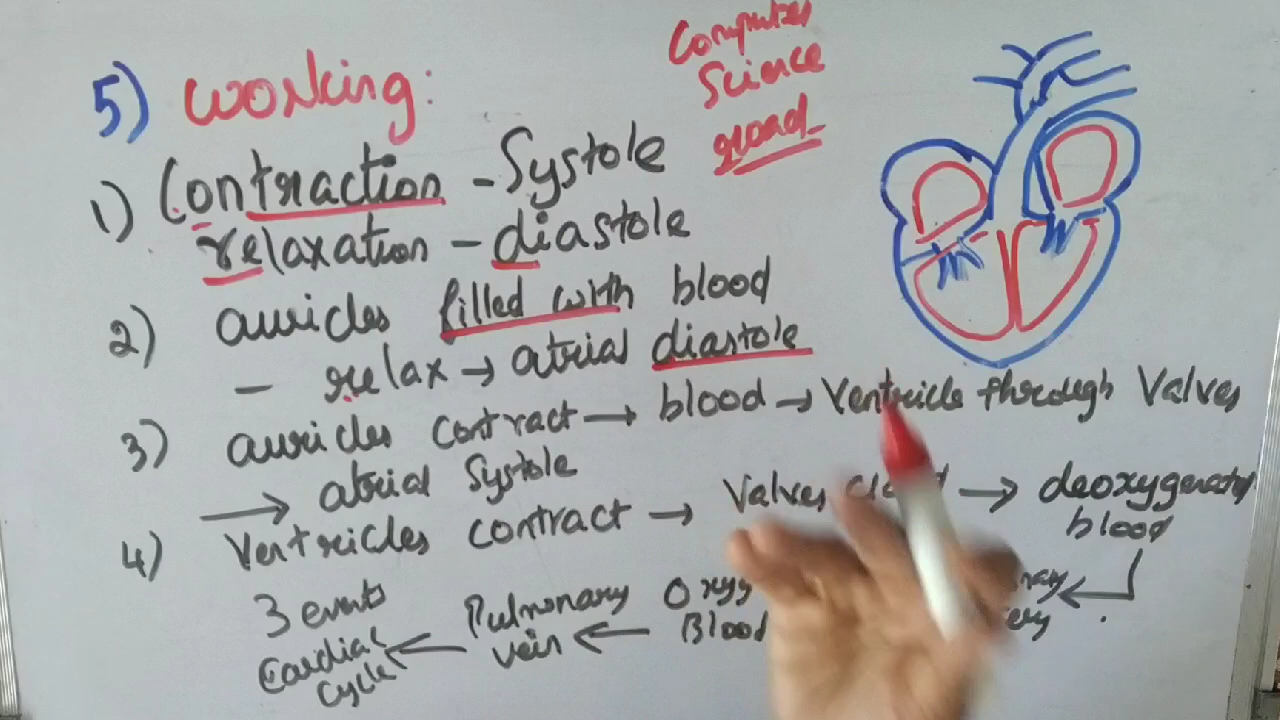 5) Working:
Computer
Science
road
1) Contraction - Systole
relaxation - diastole
2) auricles filled with blood
- relax → atrial diastole
3) auricles contract → blood → Ventricle through Valves
→ atrial Systole
4) Ventricles contract → Valves → deoxygenated
blood
←
Blood ← Pulmonary
vein ← 3 events
Cardiac
Cycle